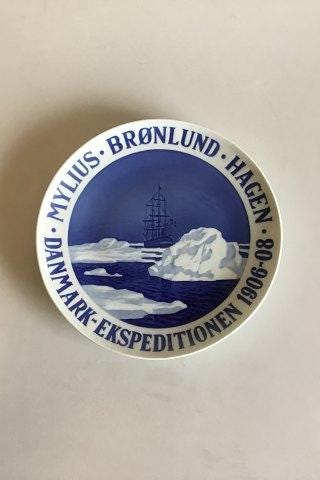 · MYLIUS · BRØNLUND · HAGEN ·
DANMARK-EKSPEDITIONEN 1906-08